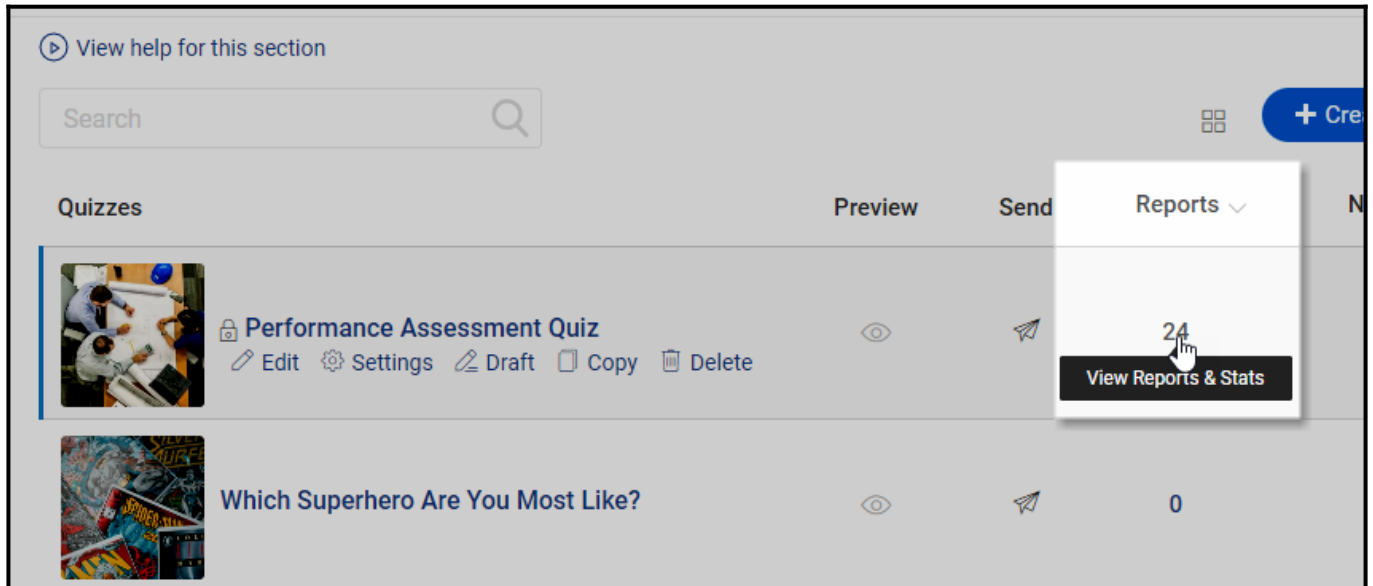 View help for this section
Search
+ Cre
Quizzes Preview Send Reports N
Performance Assessment Quiz
24
Edit Settings Draft Copy Delete
View Reports & Stats
Which Superhero Are You Most Like?
0